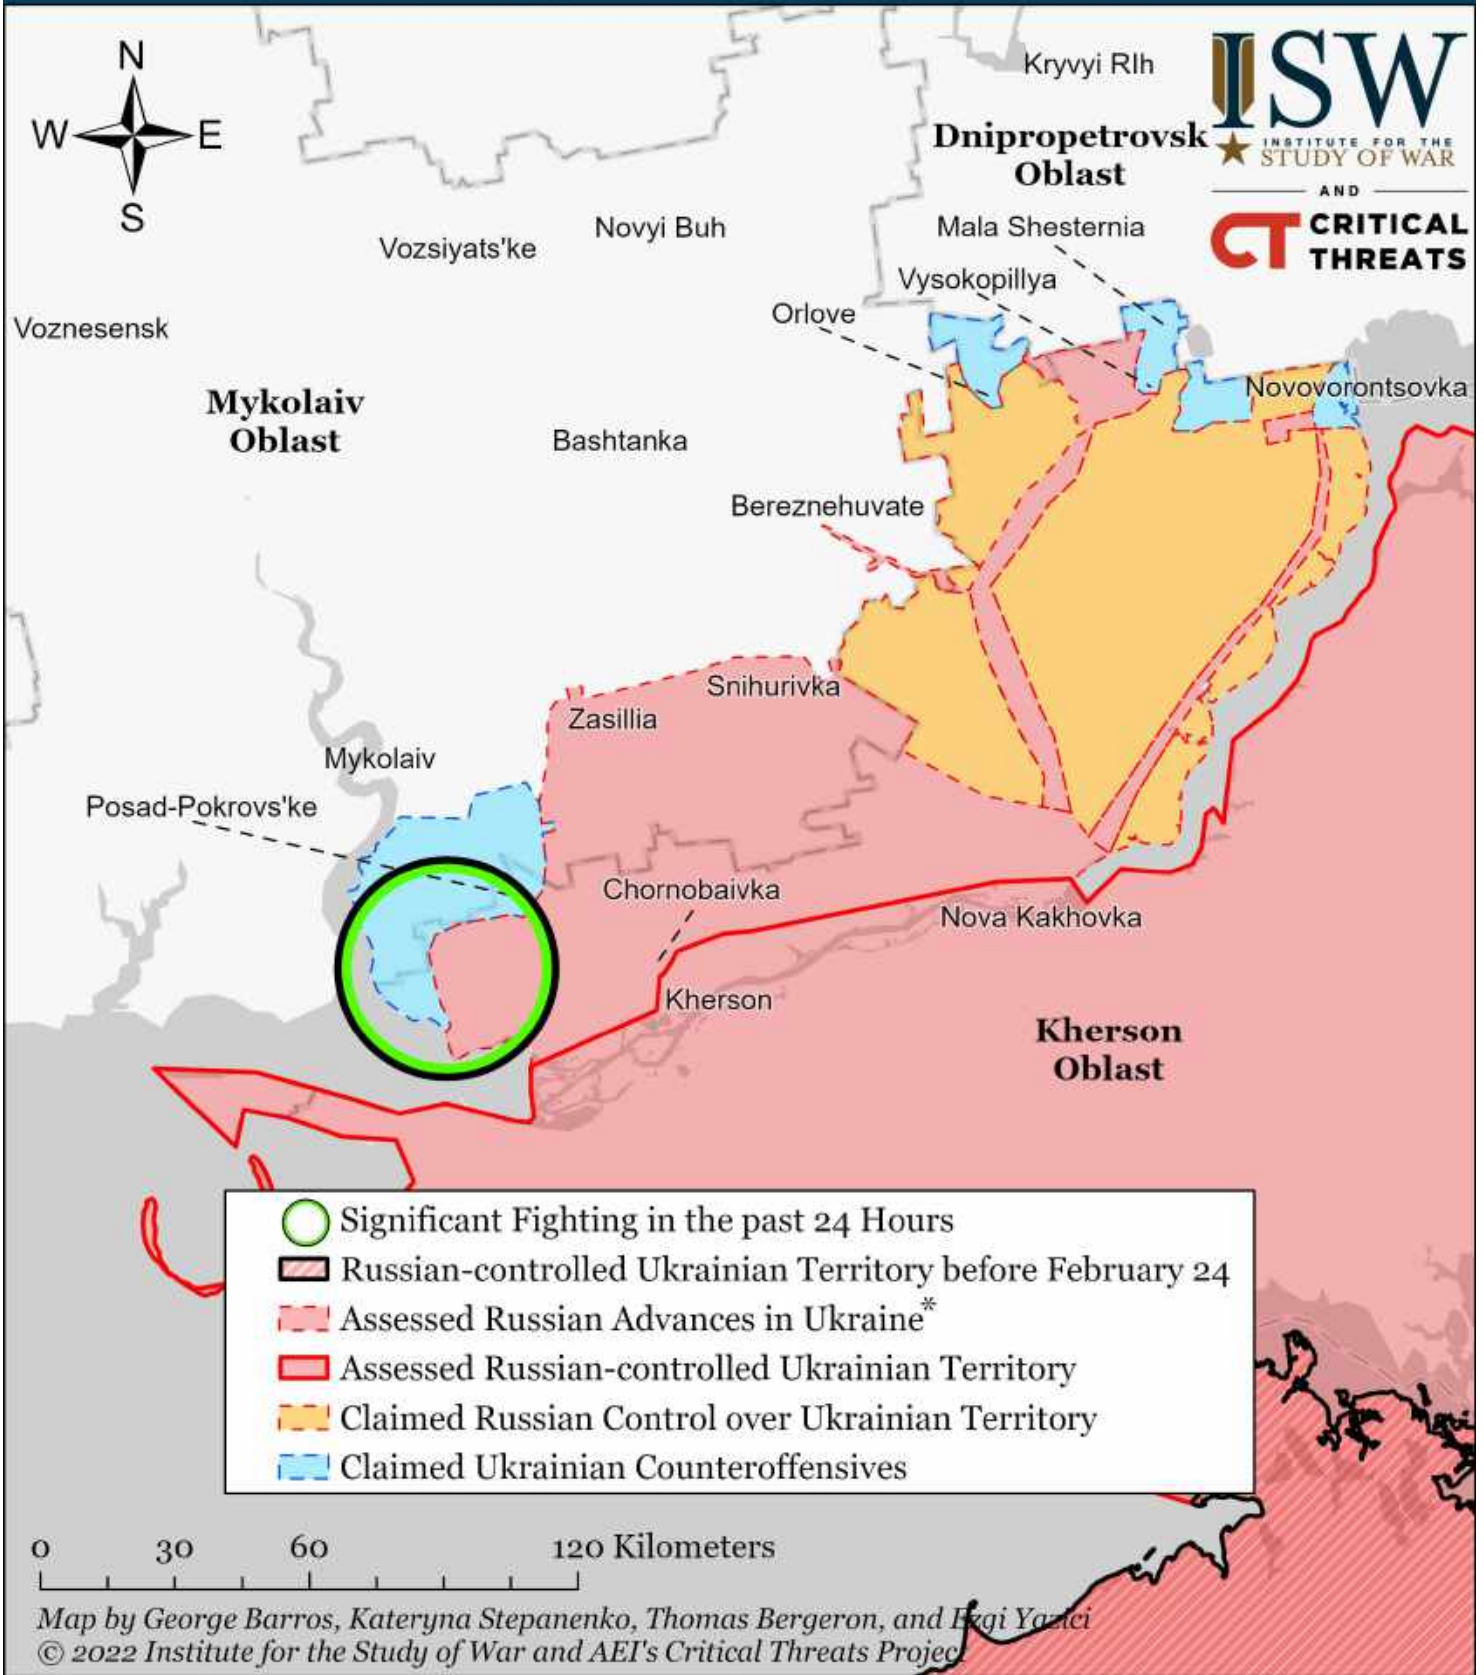 N
W E
S
Kryvyi RIh
ISW
INSTITUTE FOR THE
STUDY OF WAR
AND
CT CRITICAL
THREATS
Dnipropetrovsk
Oblast
Mala Shesternia
Novyi Buh
Vozsiyats'ke
Vysokopillya
Orlove
Voznesensk
Novovorontsovka
Mykolaiv
Oblast
Bashtanka
Bereznehuvate
Snihurivka
Zasillia
Mykolaiv
Posad-Pokrovs'ke
Chornobaivka
Nova Kakhovka
Kherson
Kherson
Oblast
Significant Fighting in the past 24 Hours
Russian-controlled Ukrainian Territory before February 24
Assessed Russian Advances in Ukraine*
Assessed Russian-controlled Ukrainian Territory
Claimed Russian Control over Ukrainian Territory
Claimed Ukrainian Counteroffensives
0 30 60 120 Kilometers
Map by George Barros, Kateryna Stepanenko, Thomas Bergeron, and Ezgi Yazici
© 2022 Institute for the Study of War and AEI's Critical Threats Project